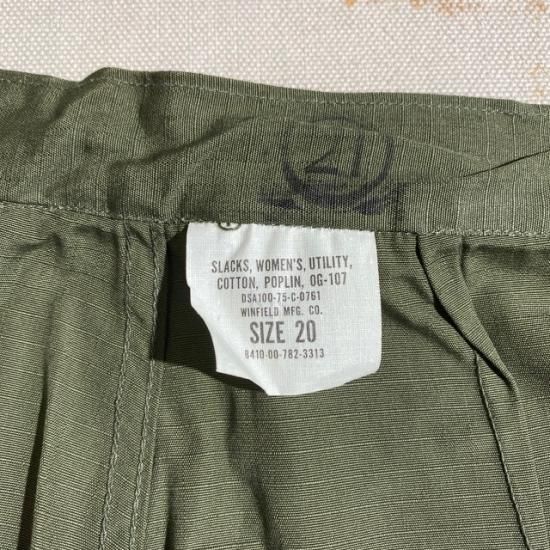 21
SLACKS, WOMEN'S, UTILITY,
COTTON, POPLIN, OG-107
DSA100-75-C-0761
WINFIELD MFG. CO.
SIZE 20
8410-00-782-3313